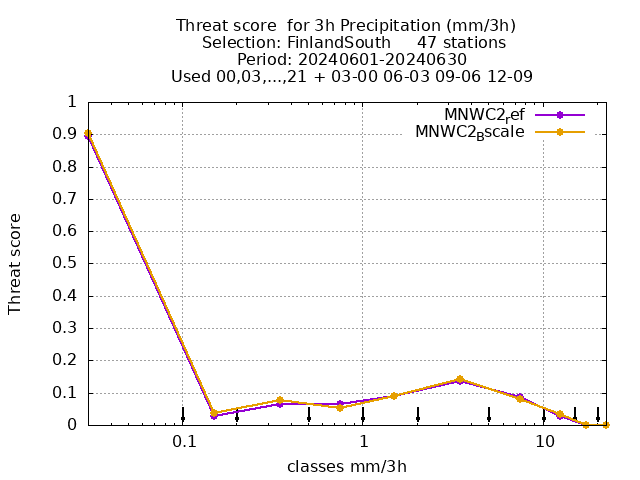 Threat score  for 3h Precipitation (mm/3h)
Selection: FinlandSouth     47 stations
Period: 20240601-20240630
Used 00,03,...,21 + 03-00 06-03 09-06 12-09
MNWC2ref
MNWC2Bscale
1
0.9
0.8
0.7
0.6
0.5
0.4
0.3
0.2
0.1
0
Threat score
0.1
1
10
classes mm/3h